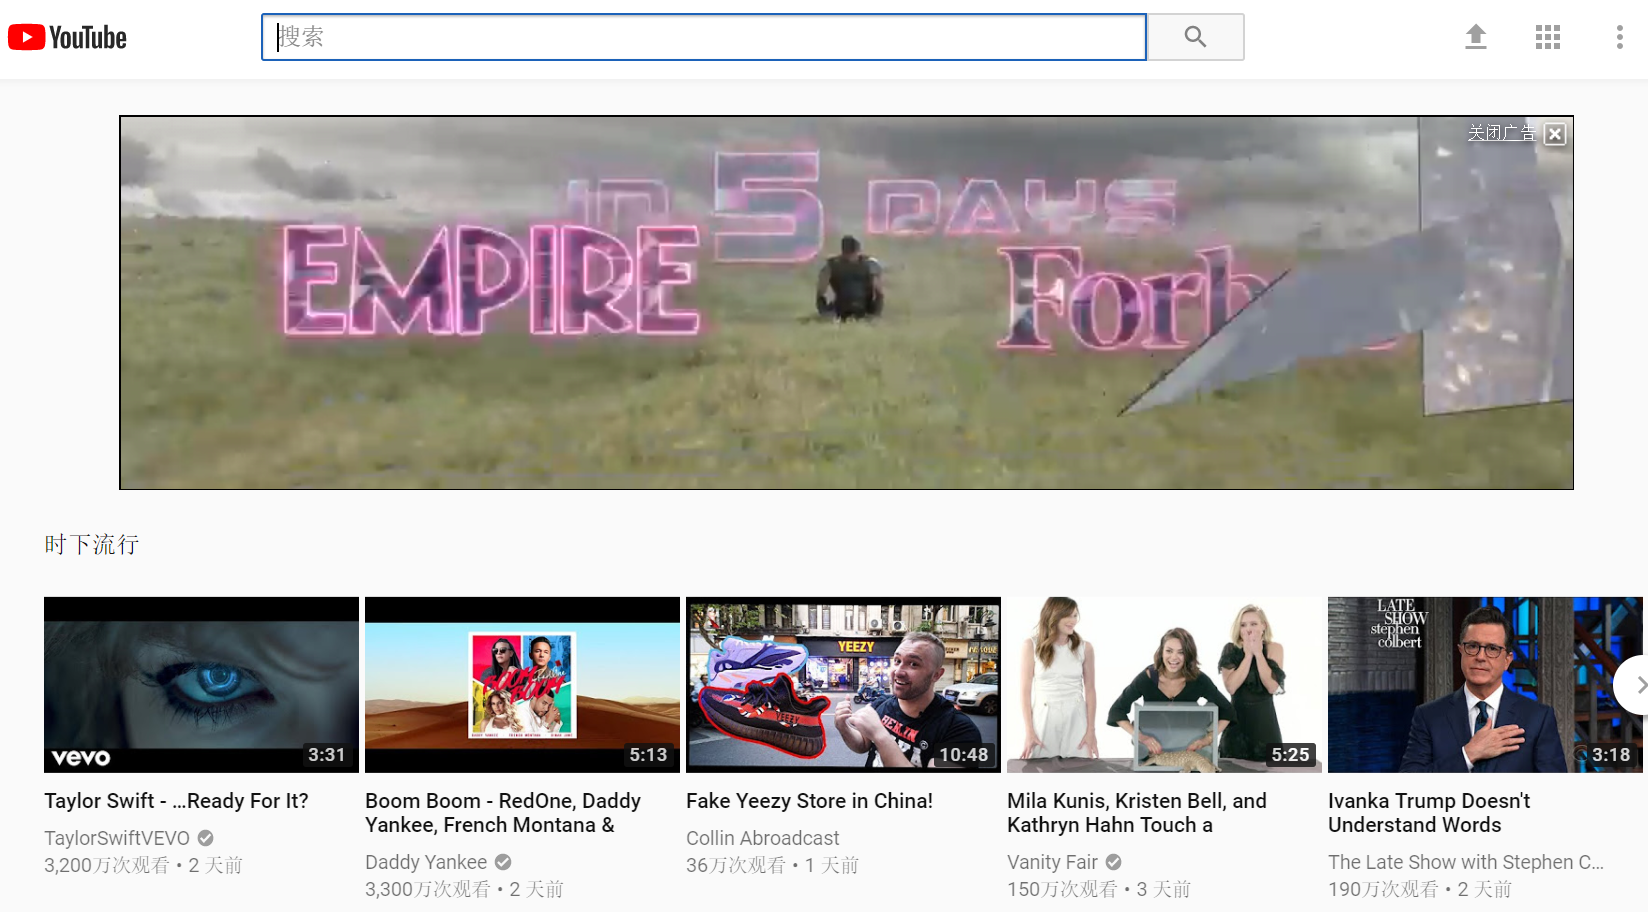 YouTube
搜索
关闭广告
in 5 DAYS
EMPIRE
时下流行
vevo
3:31
5:13
YEEZY
YEEZY
BERLIN
10:48
5:25
THE
LATE
SHOW
stephen
colbert
3:18
Taylor Swift - ...Ready For It?
TaylorSwiftVEVO
3,200万次观看 • 2 天前
Boom Boom - RedOne, Daddy
Yankee, French Montana &
Daddy Yankee
3,300万次观看 • 2 天前
Fake Yeezy Store in China!
Collin Abroadcast
36万次观看 • 1 天前
Mila Kunis, Kristen Bell, and
Kathryn Hahn Touch a
Vanity Fair
150万次观看 • 3 天前
Ivanka Trump Doesn't
Understand Words
The Late Show with Stephen C...
190万次观看 • 2 天前